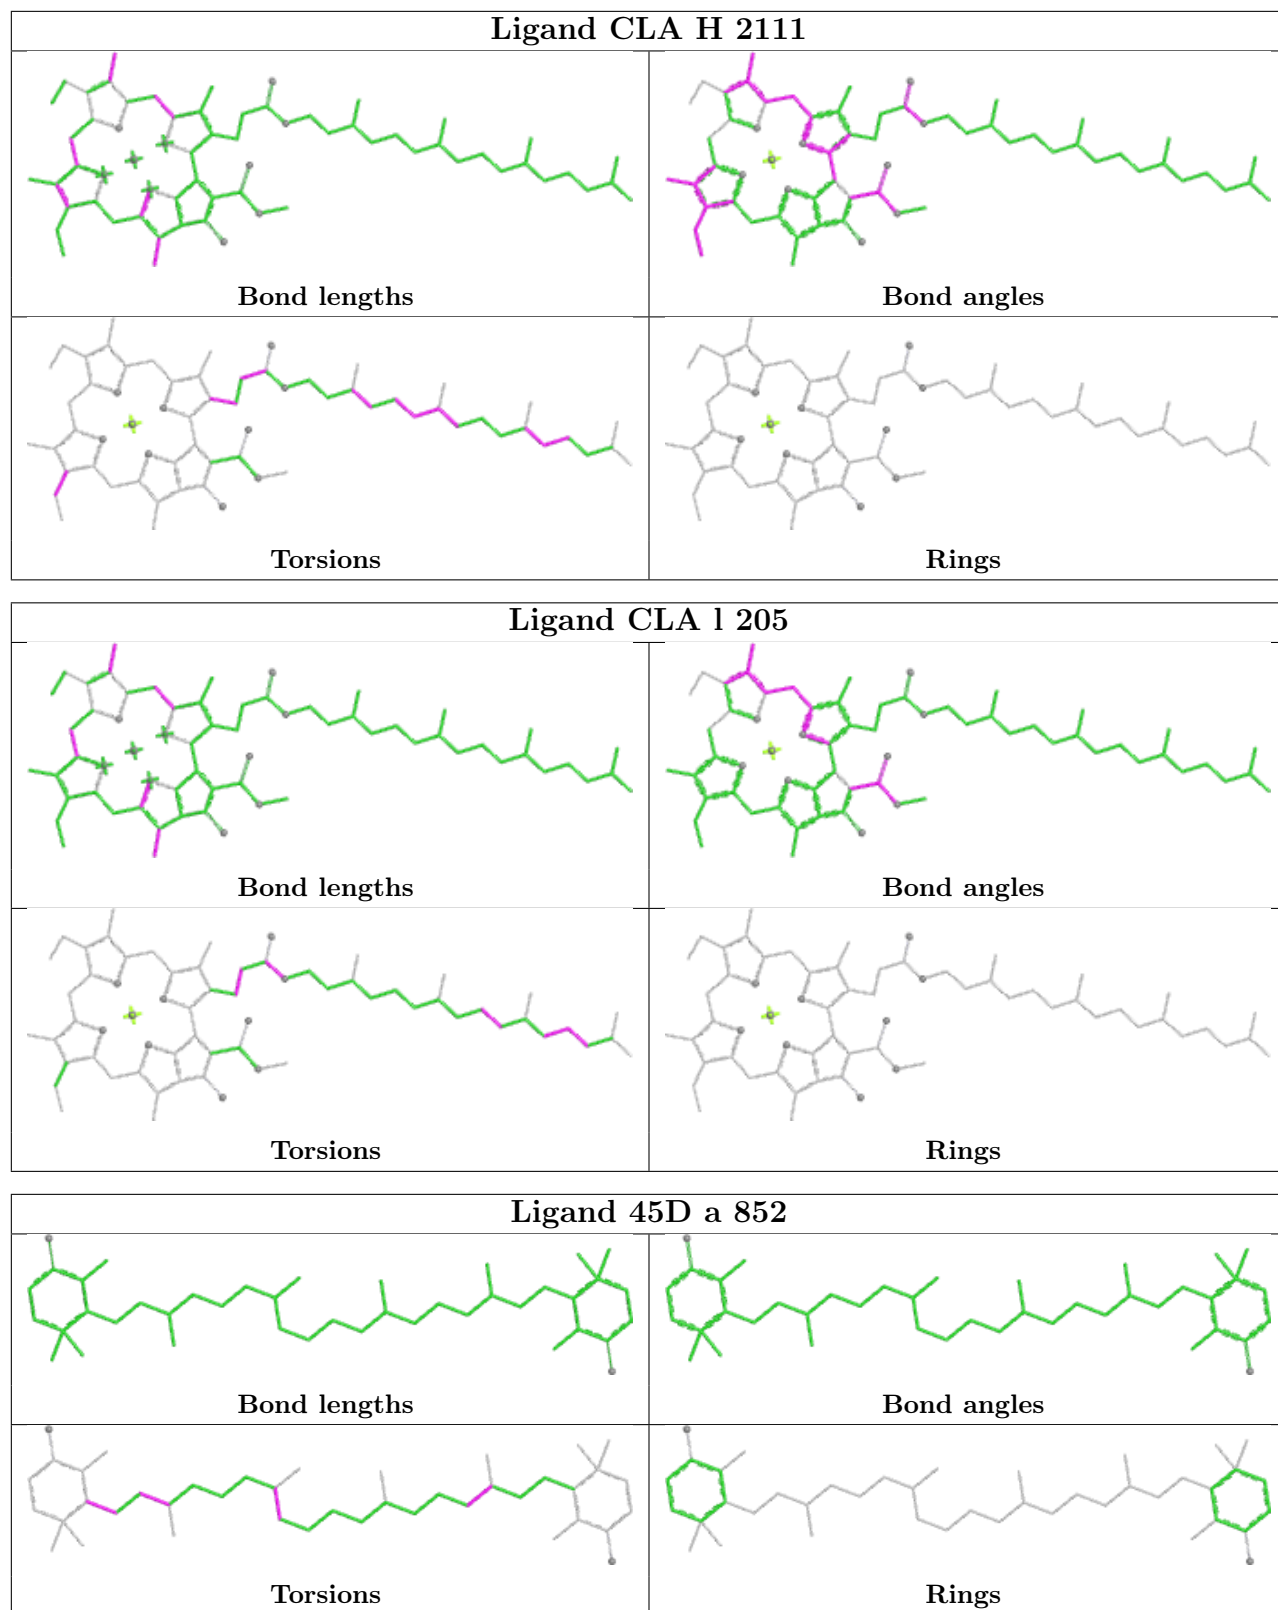 Ligand CLA H 2111
Bond lengths
Bond angles
Torsions
Rings
Ligand CLA l 205
Bond lengths
Bond angles
Torsions
Rings
Ligand 45D a 852
Bond lengths
Bond angles
Torsions
Rings